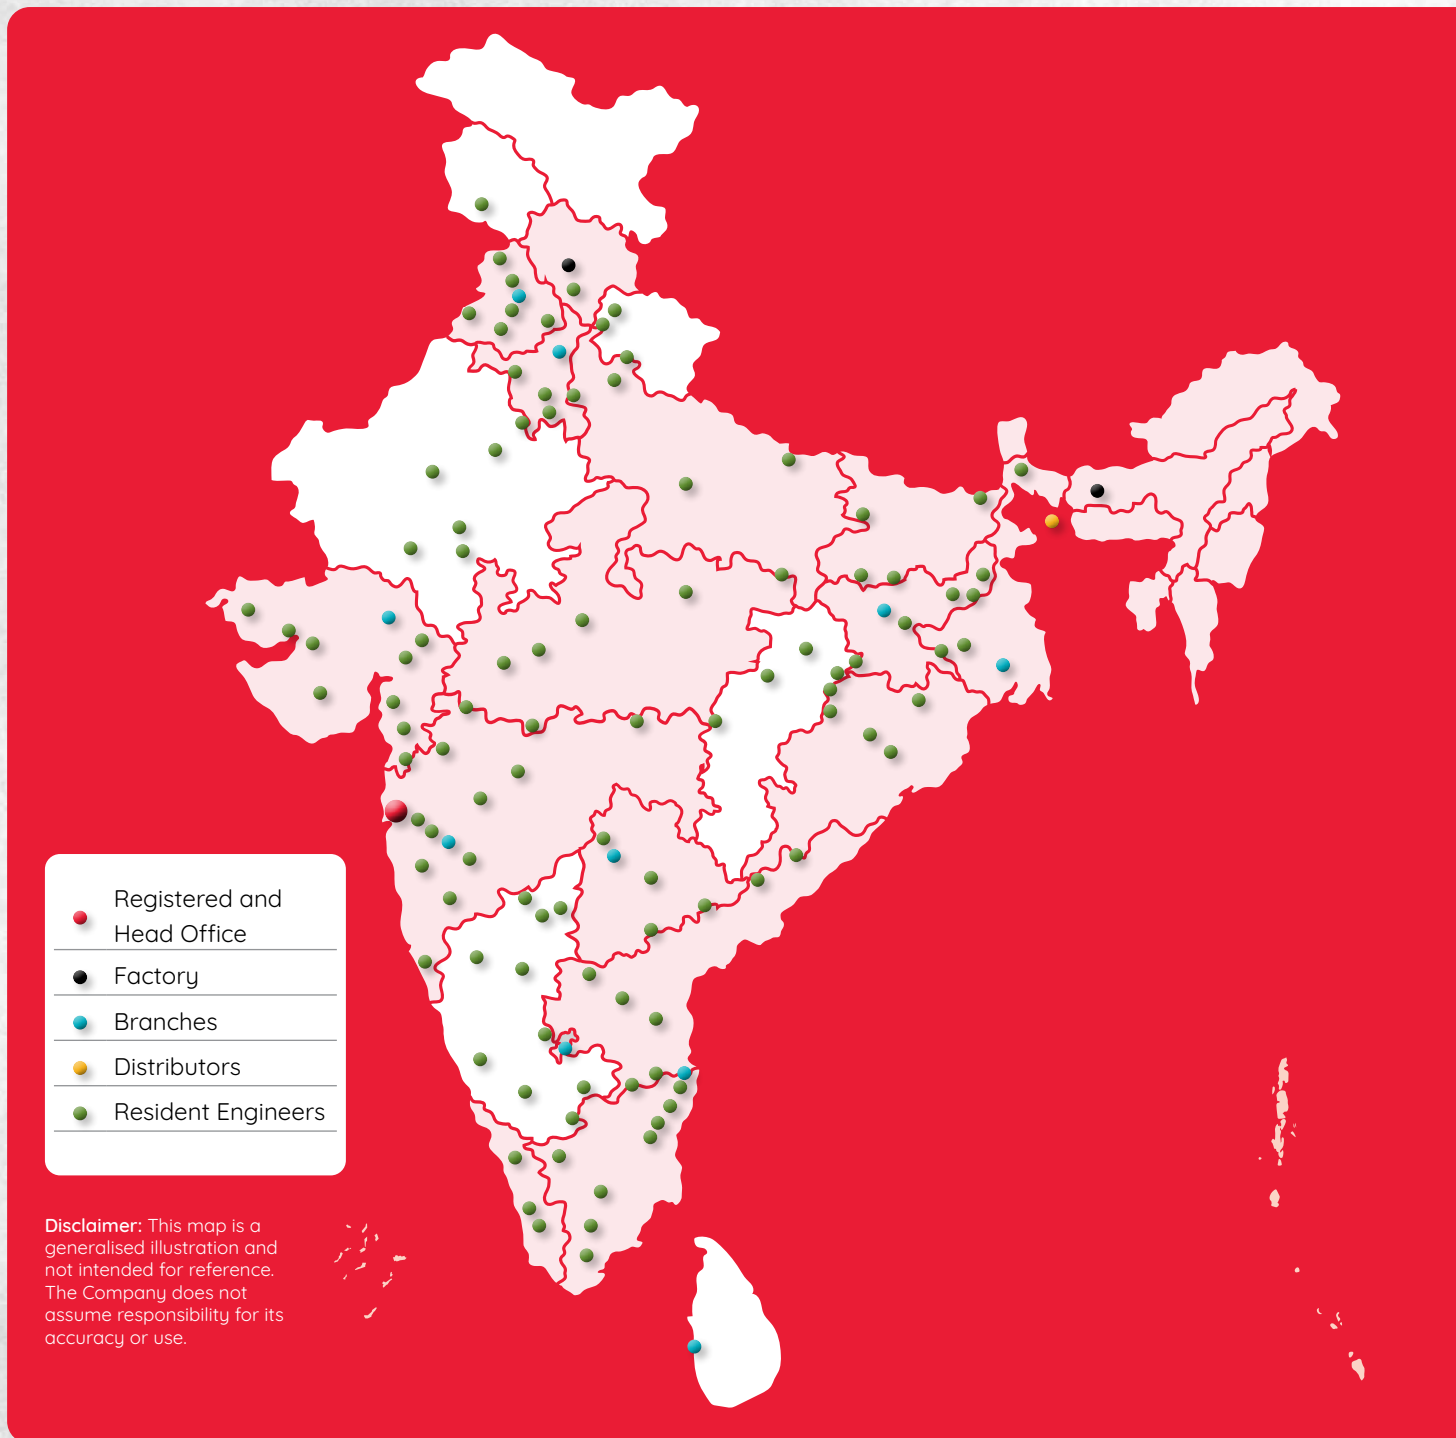 Registered and
Head Office
Factory
Branches
Distributors
Resident Engineers
Disclaimer: This map is a
generalised illustration and
not intended for reference.
The Company does not
assume responsibility for its
accuracy or use.